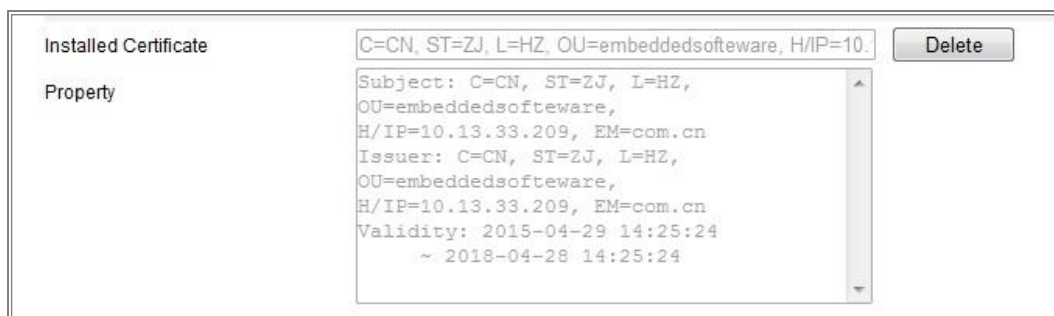 Installed Certificate C=CN, ST=ZJ, L=HZ, OU=embeddedsofteware, H/IP=10. Delete
Property
Subject: C=CN, ST=ZJ, L=HZ,
OU=embeddedsofteware,
H/IP=10.13.33.209, EM=com.cn
Issuer: C=CN, ST=ZJ, L=HZ,
OU=embeddedsofteware,
H/IP=10.13.33.209, EM=com.cn
Validity: 2015-04-29 14:25:24
~ 2018-04-28 14:25:24